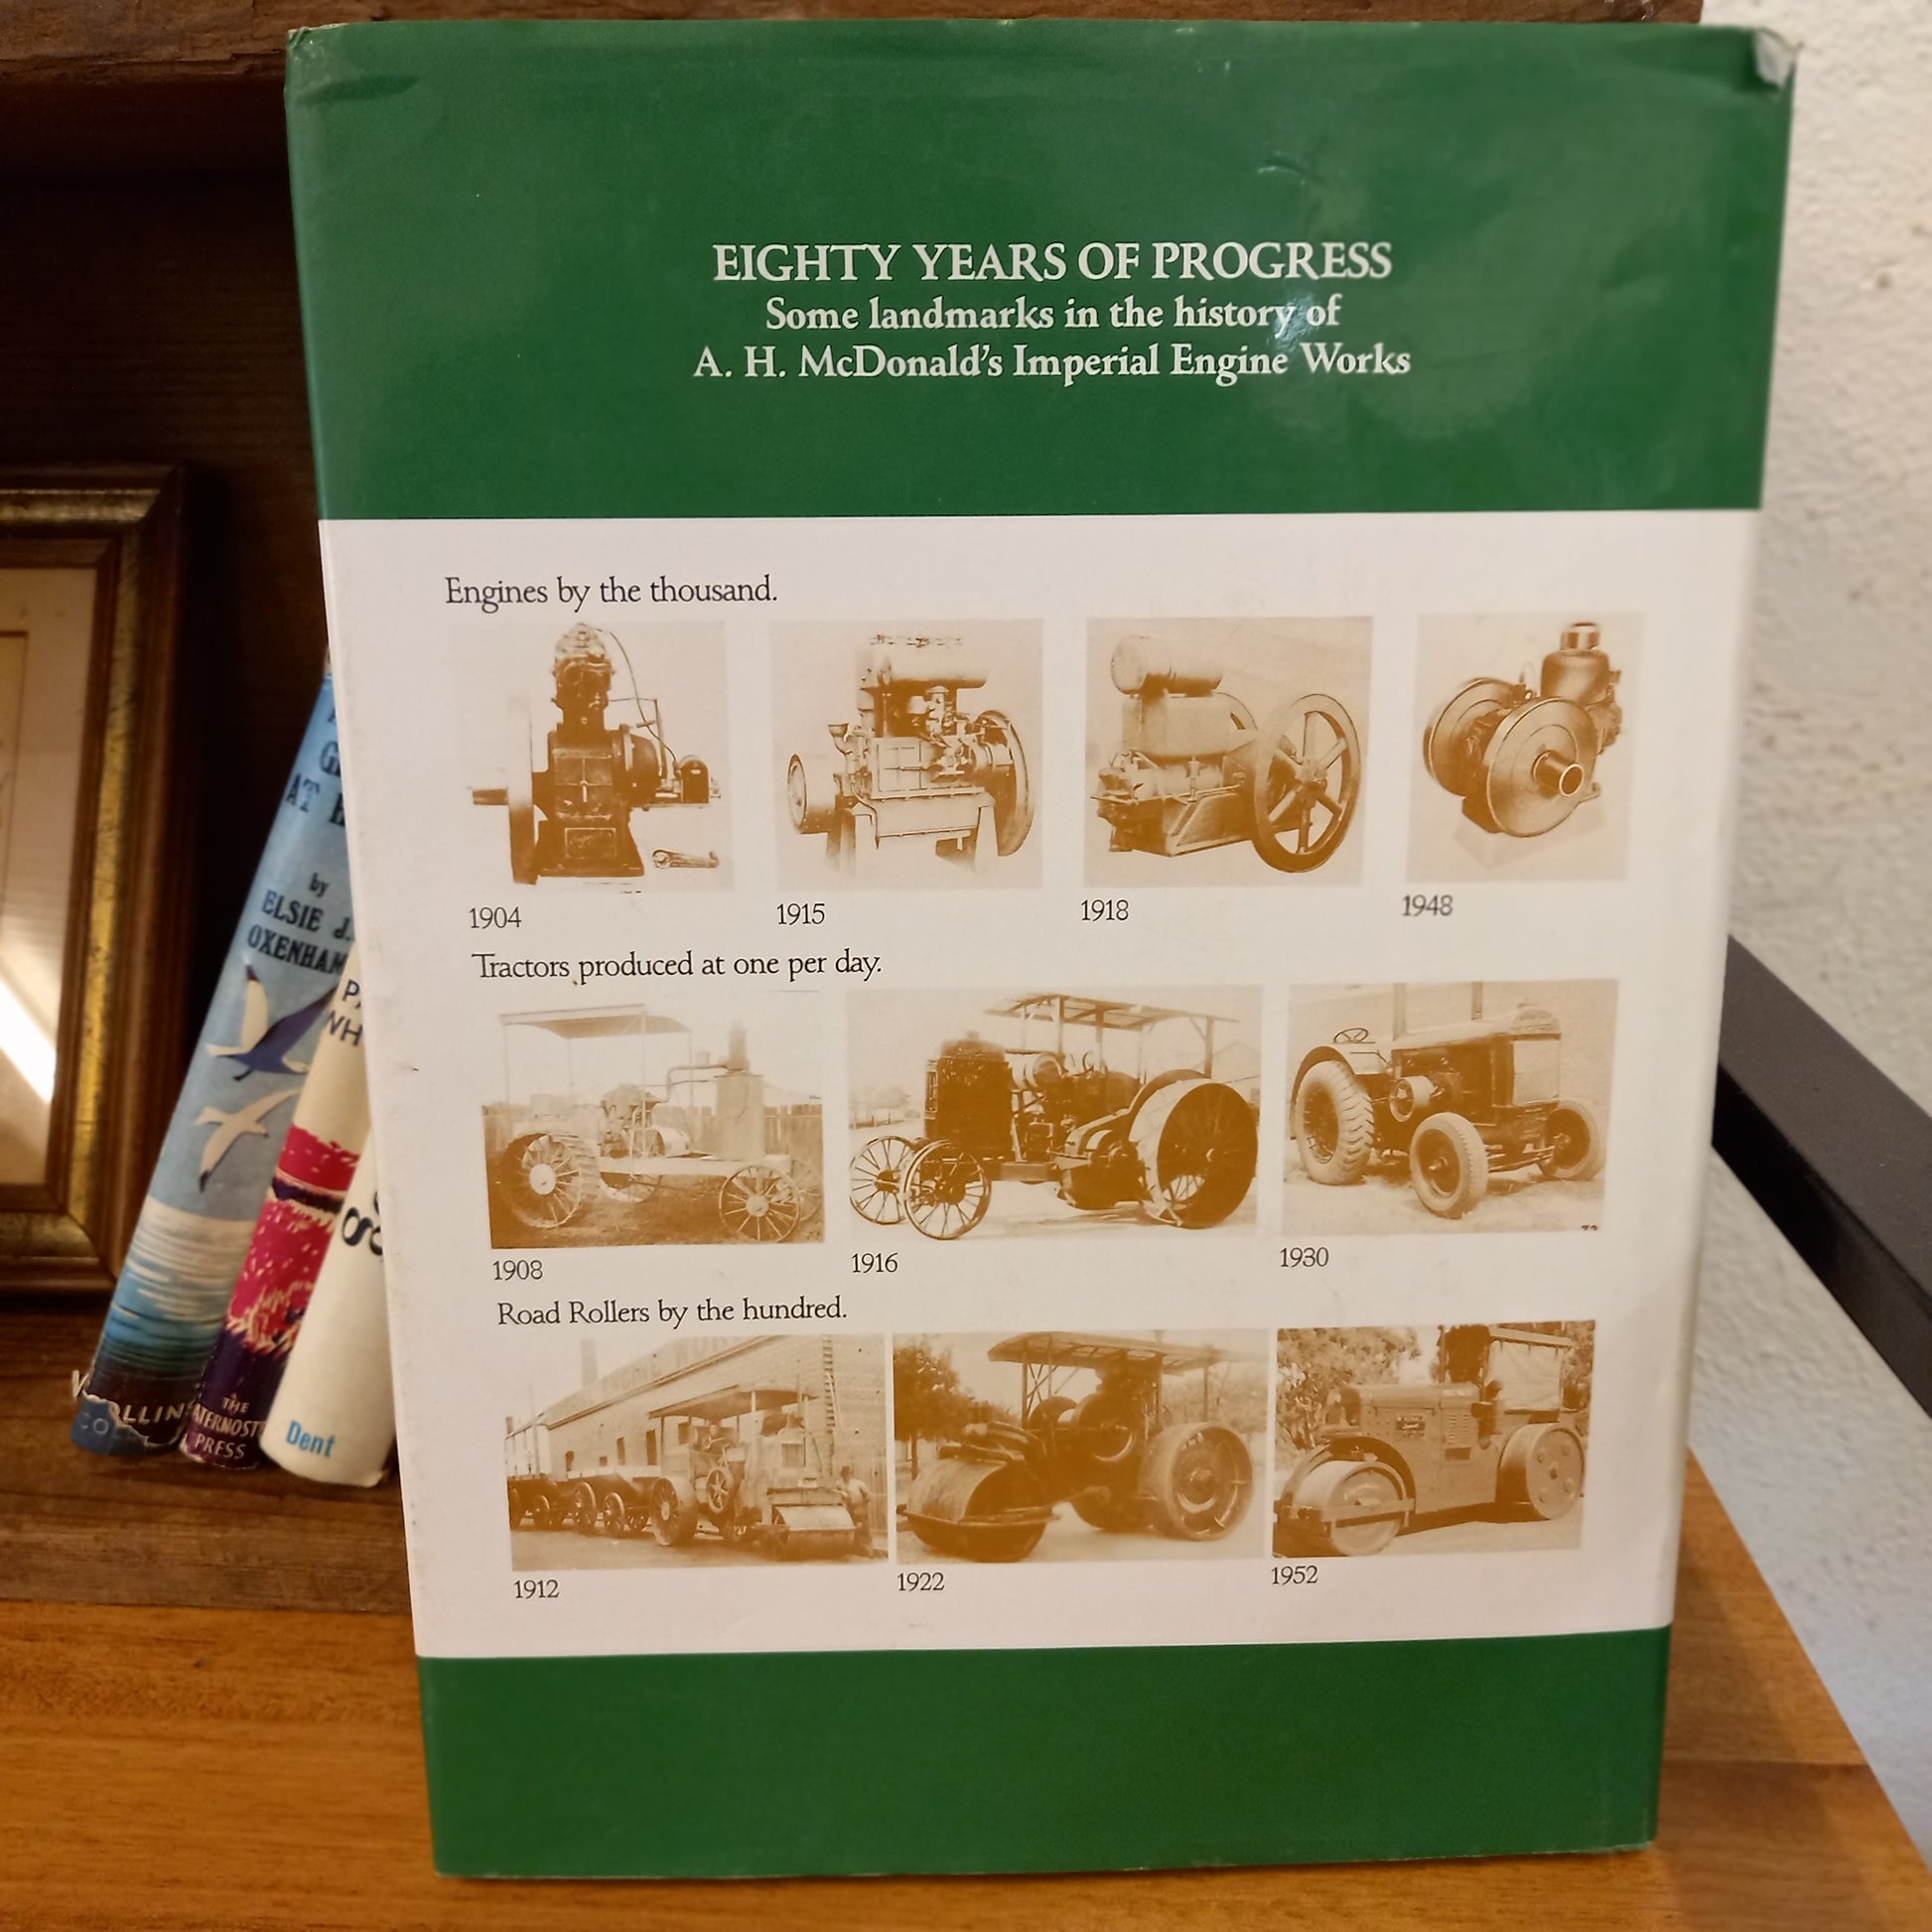 EIGHTY YEARS OF PROGRESS
Some landmarks in the history of
A. H. McDonald's Imperial Engine Works
Engines by the thousand.
1904
1915
1918
1948
Tractors produced at one per day.
1908
1916
1930
Road Rollers by the hundred.
1912
1922
1952
AT
by
ELSIE J.
OXENHAM
COLLINS
THE
PRESS
Dent